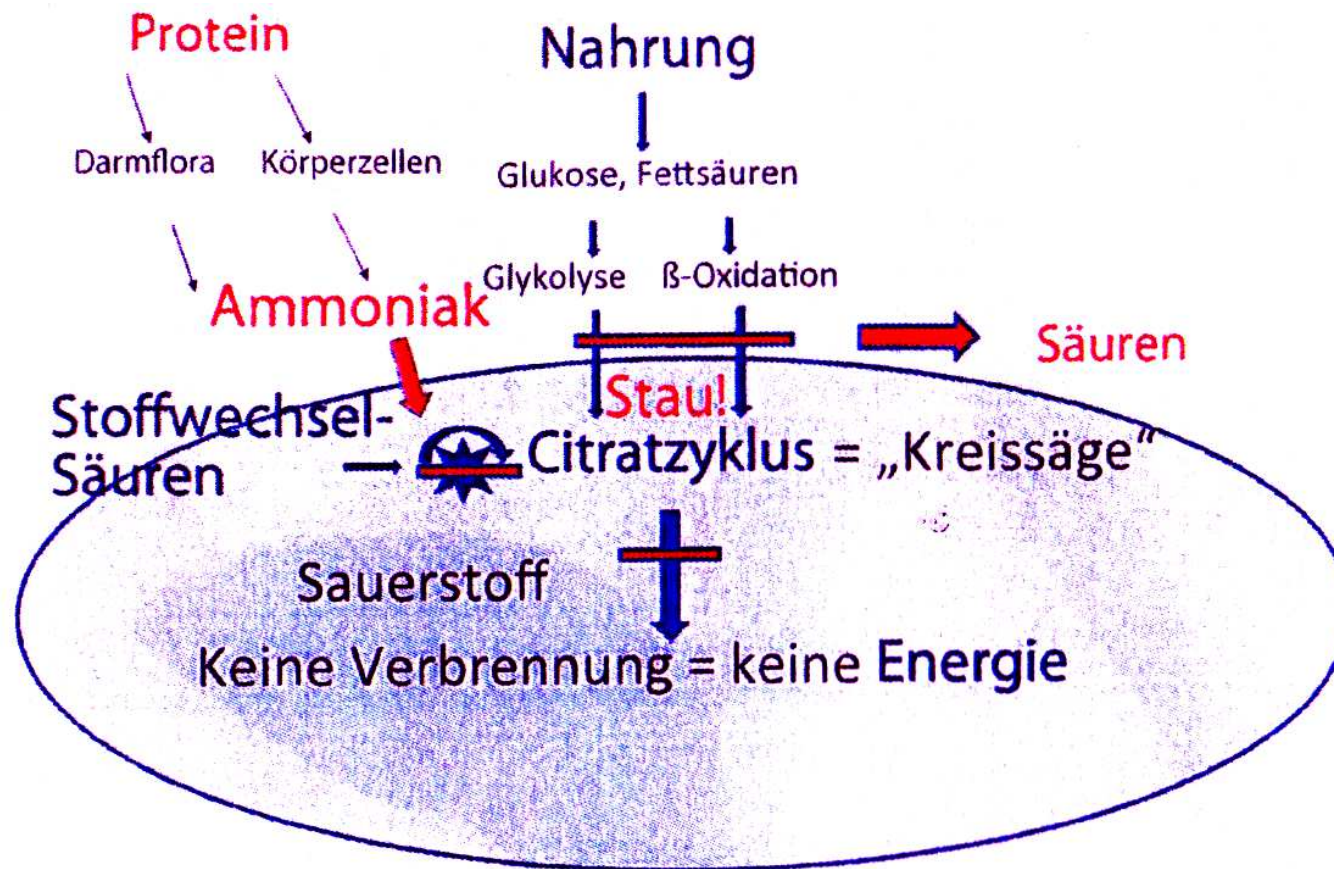 Protein
Nahrung
Darmflora
Körperzellen
Glukose, Fettsäuren
Glykolyse
ß-Oxidation
Ammoniak
Säuren
Stau!
Stoffwechsel-
Säuren
Citratzyklus = „Kreissäge“
Sauerstoff
Keine Verbrennung = keine Energie